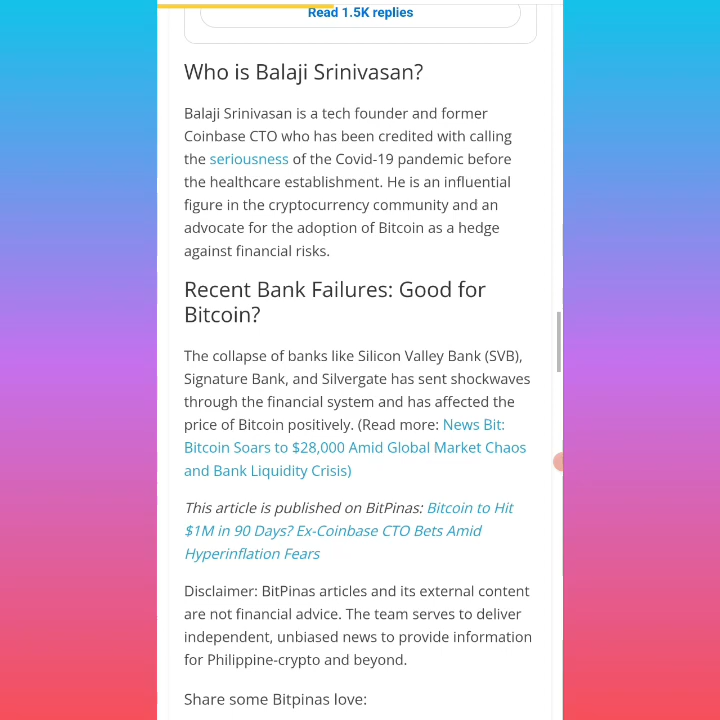 Read 1.5K replies
Who is Balaji Srinivasan?
Balaji Srinivasan is a tech founder and former
Coinbase CTO who has been credited with calling
the seriousness of the Covid-19 pandemic before
the healthcare establishment. He is an influential
figure in the cryptocurrency community and an
advocate for the adoption of Bitcoin as a hedge
against financial risks.
Recent Bank Failures: Good for
Bitcoin?
The collapse of banks like Silicon Valley Bank (SVB),
Signature Bank, and Silvergate has sent shockwaves
through the financial system and has affected the
price of Bitcoin positively. (Read more: News Bit:
Bitcoin Soars to $28,000 Amid Global Market Chaos
and Bank Liquidity Crisis)
This article is published on BitPinas: Bitcoin to Hit
$1M in 90 Days? Ex-Coinbase CTO Bets Amid
Hyperinflation Fears
Disclaimer: BitPinas articles and its external content
are not financial advice. The team serves to deliver
independent, unbiased news to provide information
for Philippine-crypto and beyond.
Share some Bitpinas love: